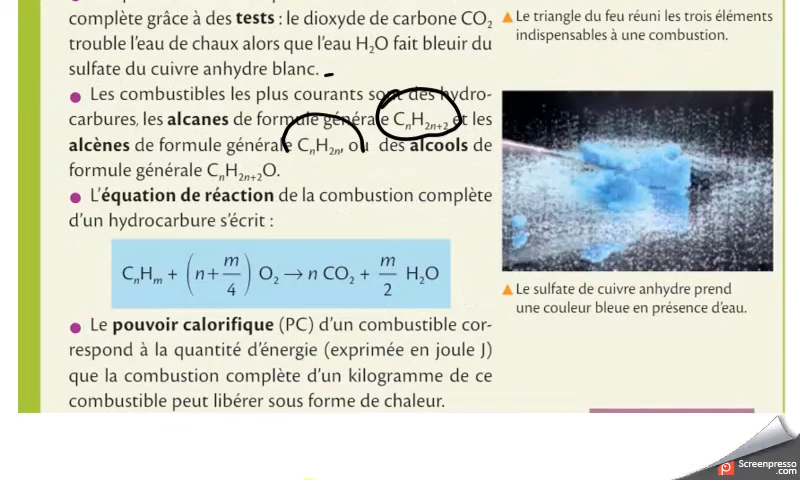 complète grâce à des tests : le dioxyde de carbone CO₂
trouble l'eau de chaux alors que l'eau H₂O fait bleuir du
sulfate du cuivre anhydre blanc.
● Les combustibles les plus courants sont des hydro-
carbures, les alcanes de formule générale CₙH₂ₙ₊₂ et les
alcènes de formule générale CₙH₂ₙ, ou des alcools de
formule générale CₙH₂ₙ₊₂O.
● L'équation de réaction de la combustion complète
d'un hydrocarbure s'écrit :
CₙHₘ + (n+m/4) O₂ → n CO₂ + m/2 H₂O
● Le pouvoir calorifique (PC) d'un combustible cor-
respond à la quantité d'énergie (exprimée en joule J)
que la combustion complète d'un kilogramme de ce
combustible peut libérer sous forme de chaleur.
▲ Le triangle du feu réuni les trois éléments
indispensables à une combustion.
▲ Le sulfate de cuivre anhydre prend
une couleur bleue en présence d'eau.
Screenpresso
.com